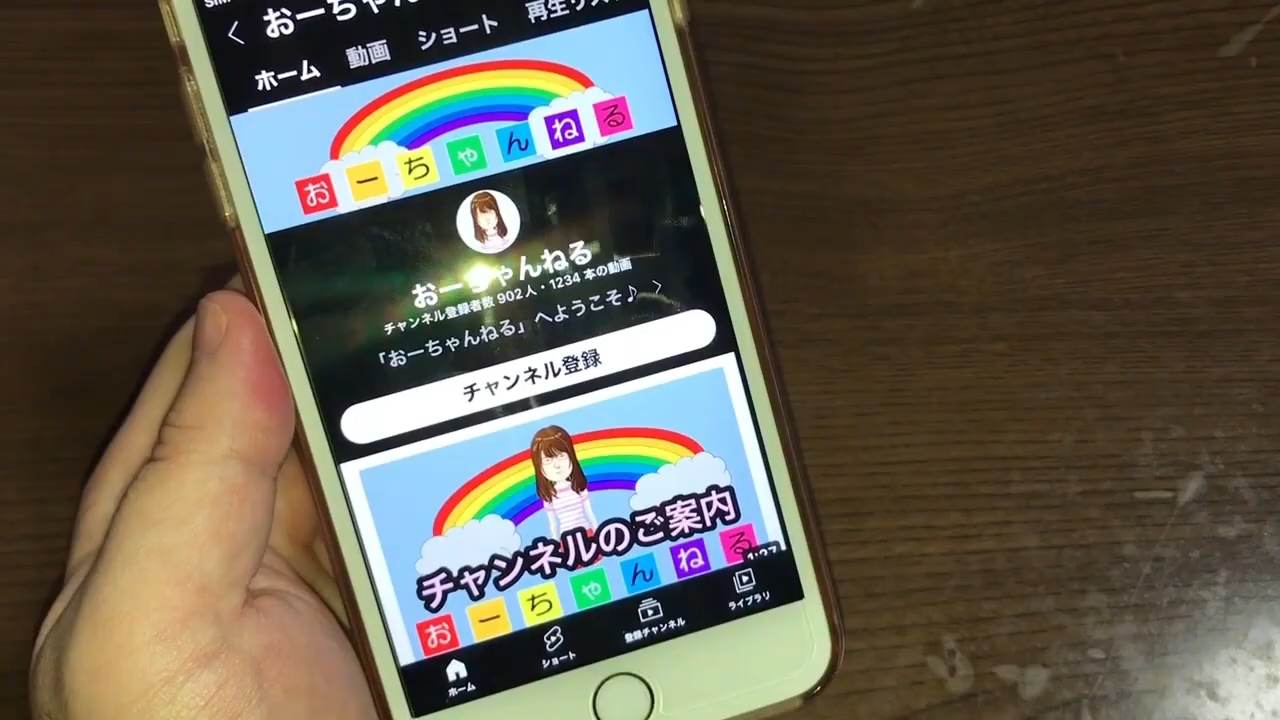 おーちゃん
ホーム 動画 ショート 再生リス
おーちゃんねる
おーちゃんねる
チャンネル登録者数 902人・1234 本の動画
「おーちゃんねる」へようこそ♪ >
チャンネル登録
チャンネルのご案内
おーちゃんねる
ホーム ショート 登録チャンネル ライブラリ